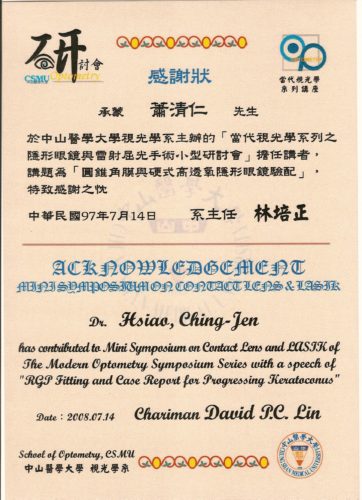 研討會
CSMU Optometry
感謝狀
當代視光學
系列講座
承蒙 蕭清仁 先生
於中山醫學大學視光學系主辦的「當代視光學系列之
隱形眼鏡與雷射屈光手術小型研討會」擔任講者，
講題為「圓錐角膜與硬式高透氧隱形眼鏡驗配」，
特致感謝之忱
中華民國97年7月14日 系主任 林培正
ACKNOWLEDGEMENT
MINI SYMPOSIUM ON CONTACT LENS & LASIK
Dr. Hsiao, Ching-Jen
has contributed to Mini Symposium on Contact Lens and LASIK of
The Modern Optometry Symposium Series with a speech of
"RGP Fitting and Case Report for Progressing Keratoconus"
Date：2008.07.14 Chariman David P.C. Lin
School of Optometry, CSMU
中山醫學大學 視光學系